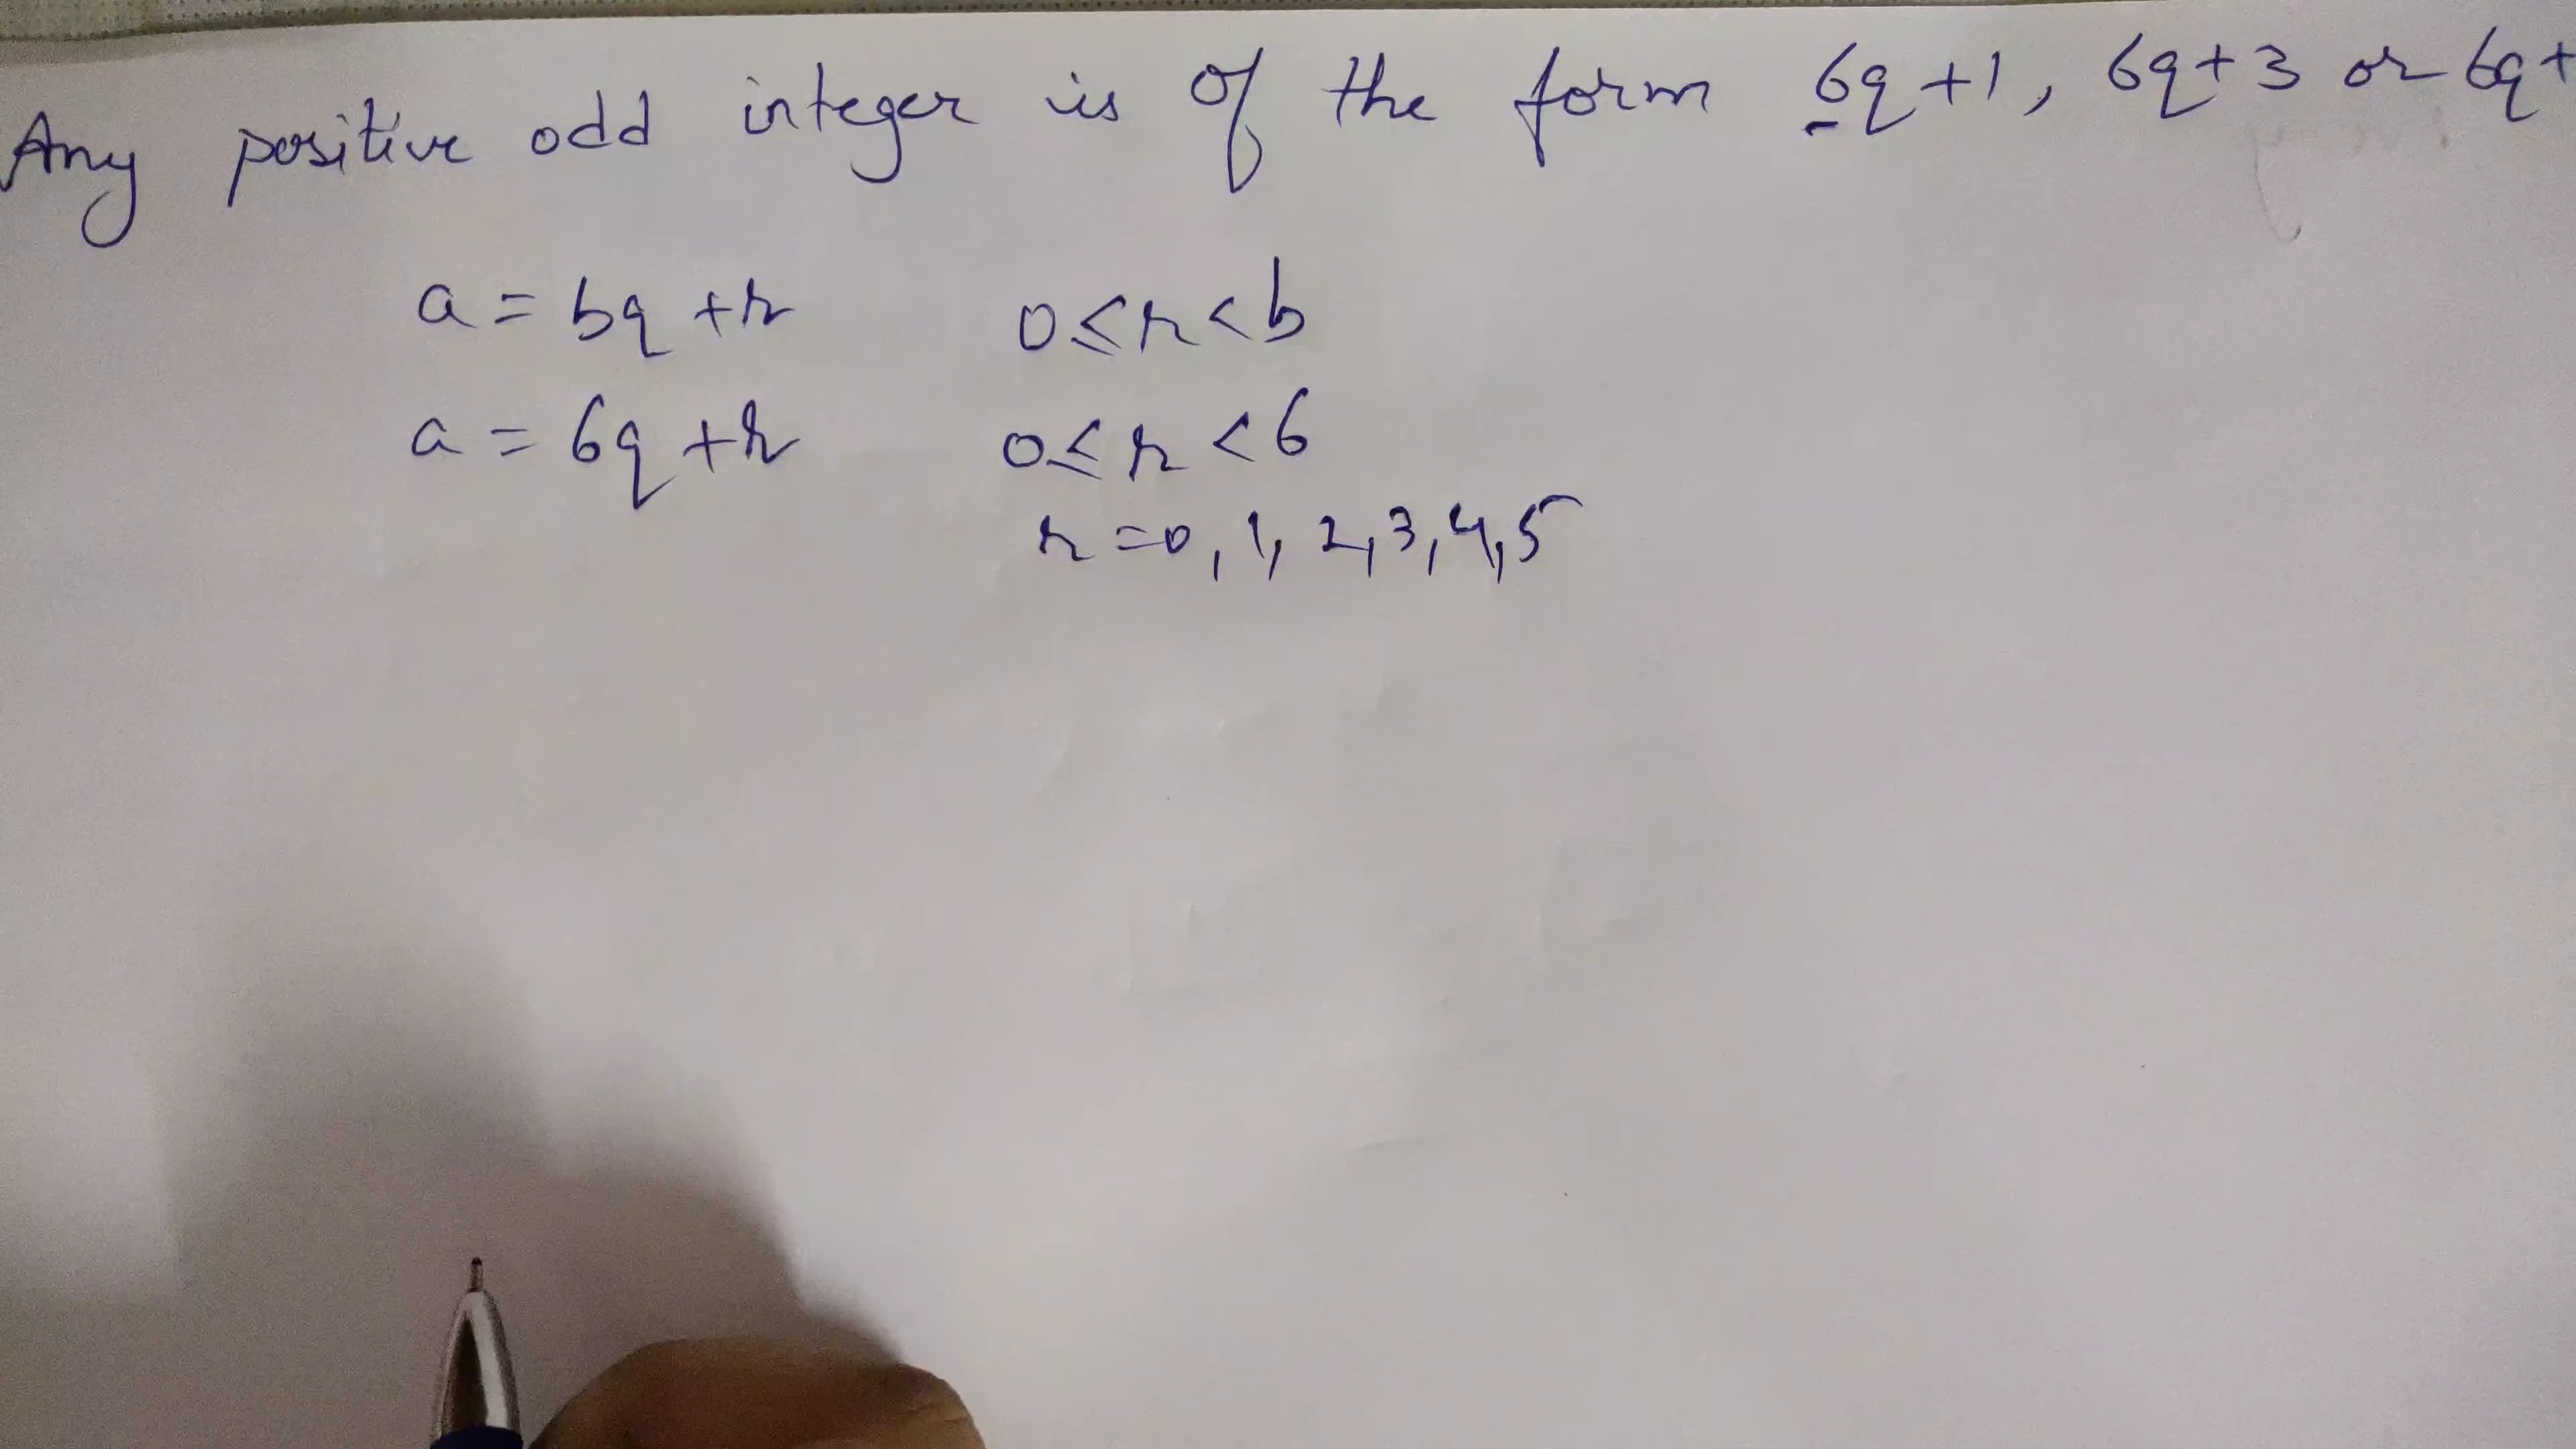 Any positive odd integer is of the form 6q+1, 6q+3 or 6q+
a = bq + r 0 ≤ r < b
a = 6q + r 0 ≤ r < 6
r = 0, 1, 2, 3, 4, 5